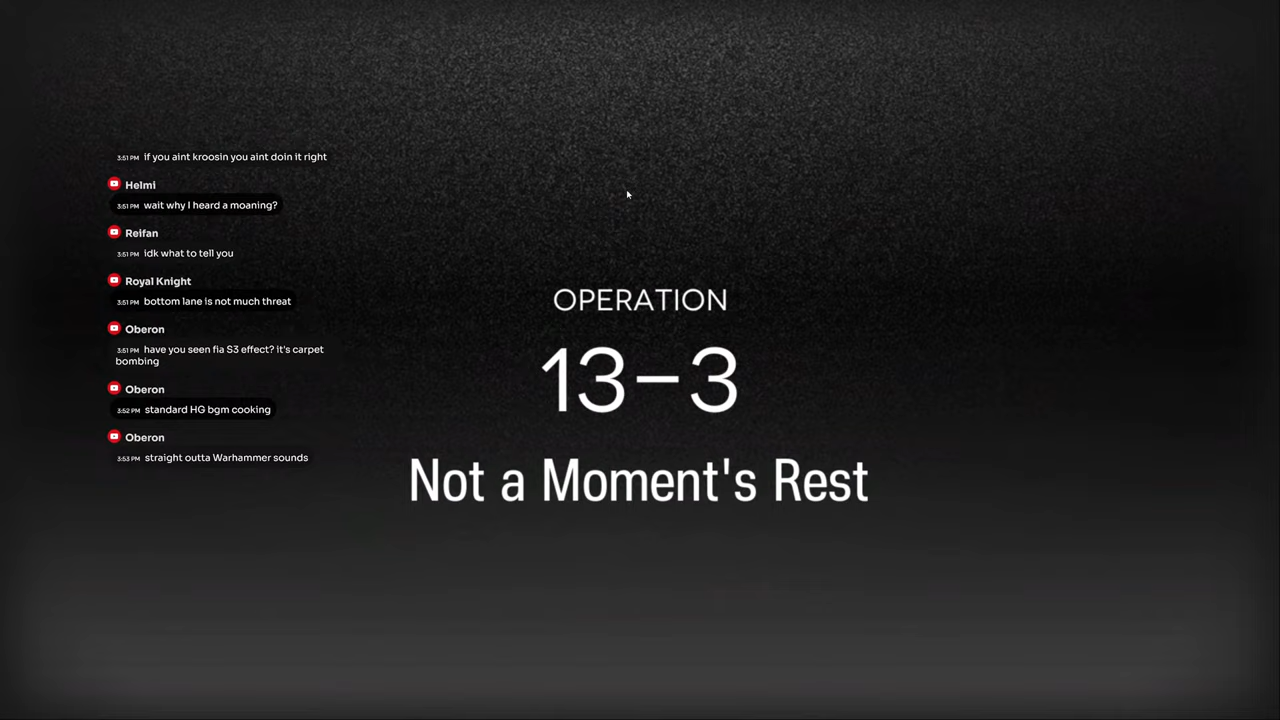 3:51 PM if you aint kroosin you aint doin it right
Helmi
3:51 PM wait why I heard a moaning?
Reifan
3:51 PM idk what to tell you
Royal Knight
3:51 PM bottom lane is not much threat
Oberon
3:51 PM have you seen fia S3 effect? it's carpet
bombing
Oberon
3:52 PM standard HG bgm cooking
Oberon
3:53 PM straight outta Warhammer sounds
OPERATION
13-3
Not a Moment's Rest